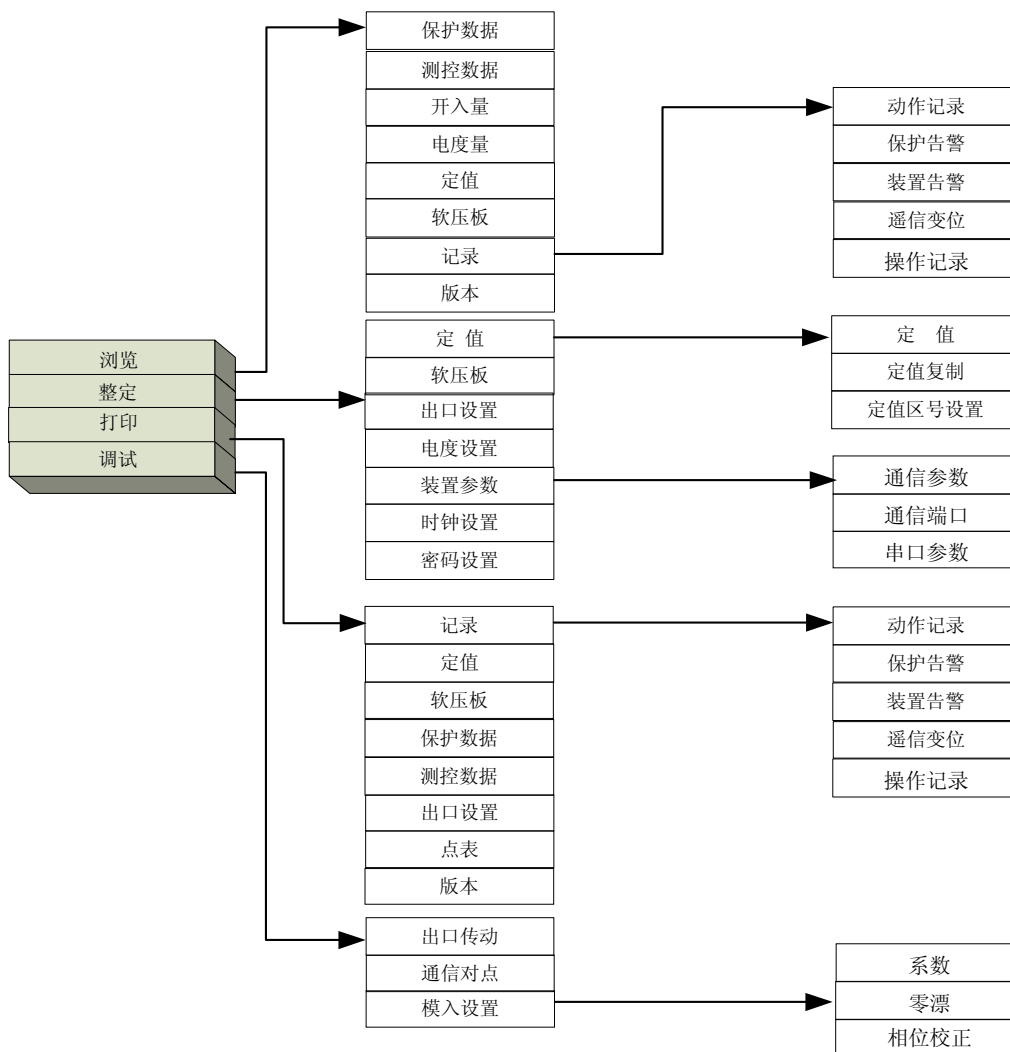 浏览
整定
打印
调试
保护数据
测控数据
开入量
电度量
定值
软压板
记录
版本
动作记录
保护告警
装置告警
遥信变位
操作记录
定 值
软压板
出口设置
电度设置
装置参数
时钟设置
密码设置
定 值
定值复制
定值区号设置
通信参数
通信端口
串口参数
记录
定值
软压板
保护数据
测控数据
出口设置
点表
版本
动作记录
保护告警
装置告警
遥信变位
操作记录
出口传动
通信对点
模入设置
系数
零漂
相位校正